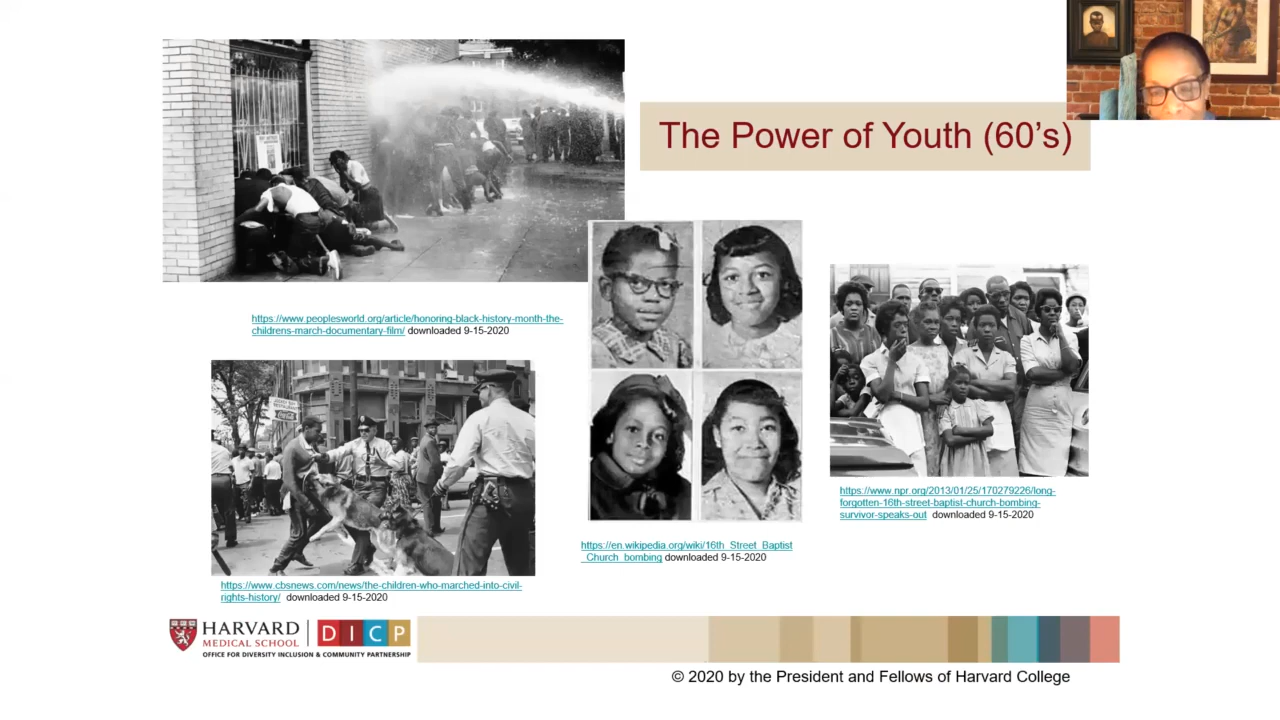 The Power of Youth (60's)
https://www.peoplesworld.org/article/honoring-black-history-month-the-
childrens-march-documentary-film/ downloaded 9-15-2020
https://www.npr.org/2013/01/25/170279226/long-
forgotten-16th-street-baptist-church-bombing-
survivor-speaks-out downloaded 9-15-2020
https://en.wikipedia.org/wiki/16th_Street_Baptist
_Church_bombing downloaded 9-15-2020
https://www.cbsnews.com/news/the-children-who-marched-into-civil-
rights-history/ downloaded 9-15-2020
HARVARD
MEDICAL SCHOOL
DICP
OFFICE FOR DIVERSITY INCLUSION & COMMUNITY PARTNERSHIP
© 2020 by the President and Fellows of Harvard College